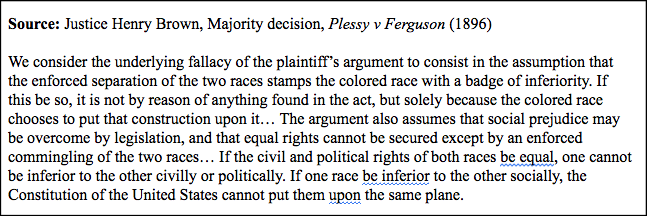 Source: Justice Henry Brown, Majority decision, Plessy v Ferguson (1896)
We consider the underlying fallacy of the plaintiff's argument to consist in the assumption that
the enforced separation of the two races stamps the colored race with a badge of inferiority. If
this be so, it is not by reason of anything found in the act, but solely because the colored race
chooses to put that construction upon it… The argument also assumes that social prejudice may
be overcome by legislation, and that equal rights cannot be secured except by an enforced
commingling of the two races… If the civil and political rights of both races be equal, one cannot
be inferior to the other civilly or politically. If one race be inferior to the other socially, the
Constitution of the United States cannot put them upon the same plane.